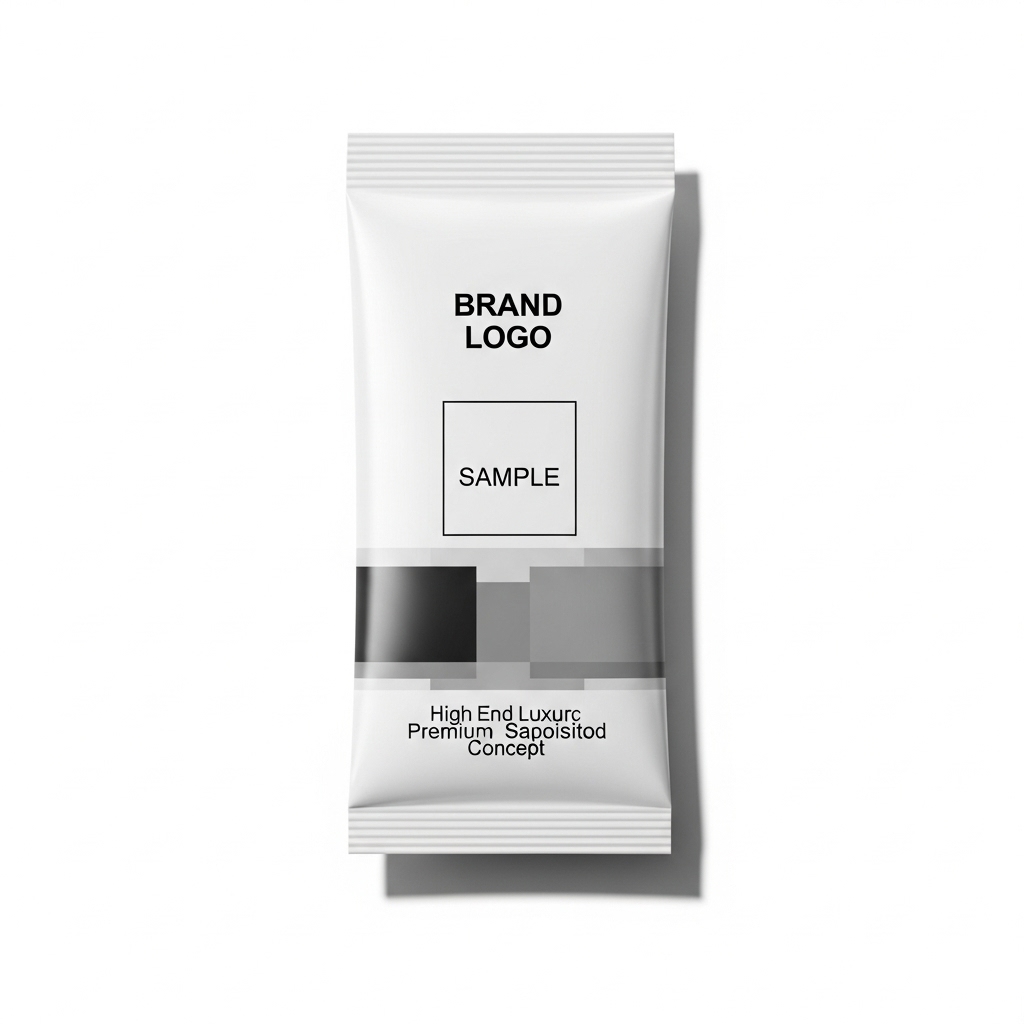 BRAND
LOGO
SAMPLE
High End Luxurc
Premium Sapoisitod
Concept